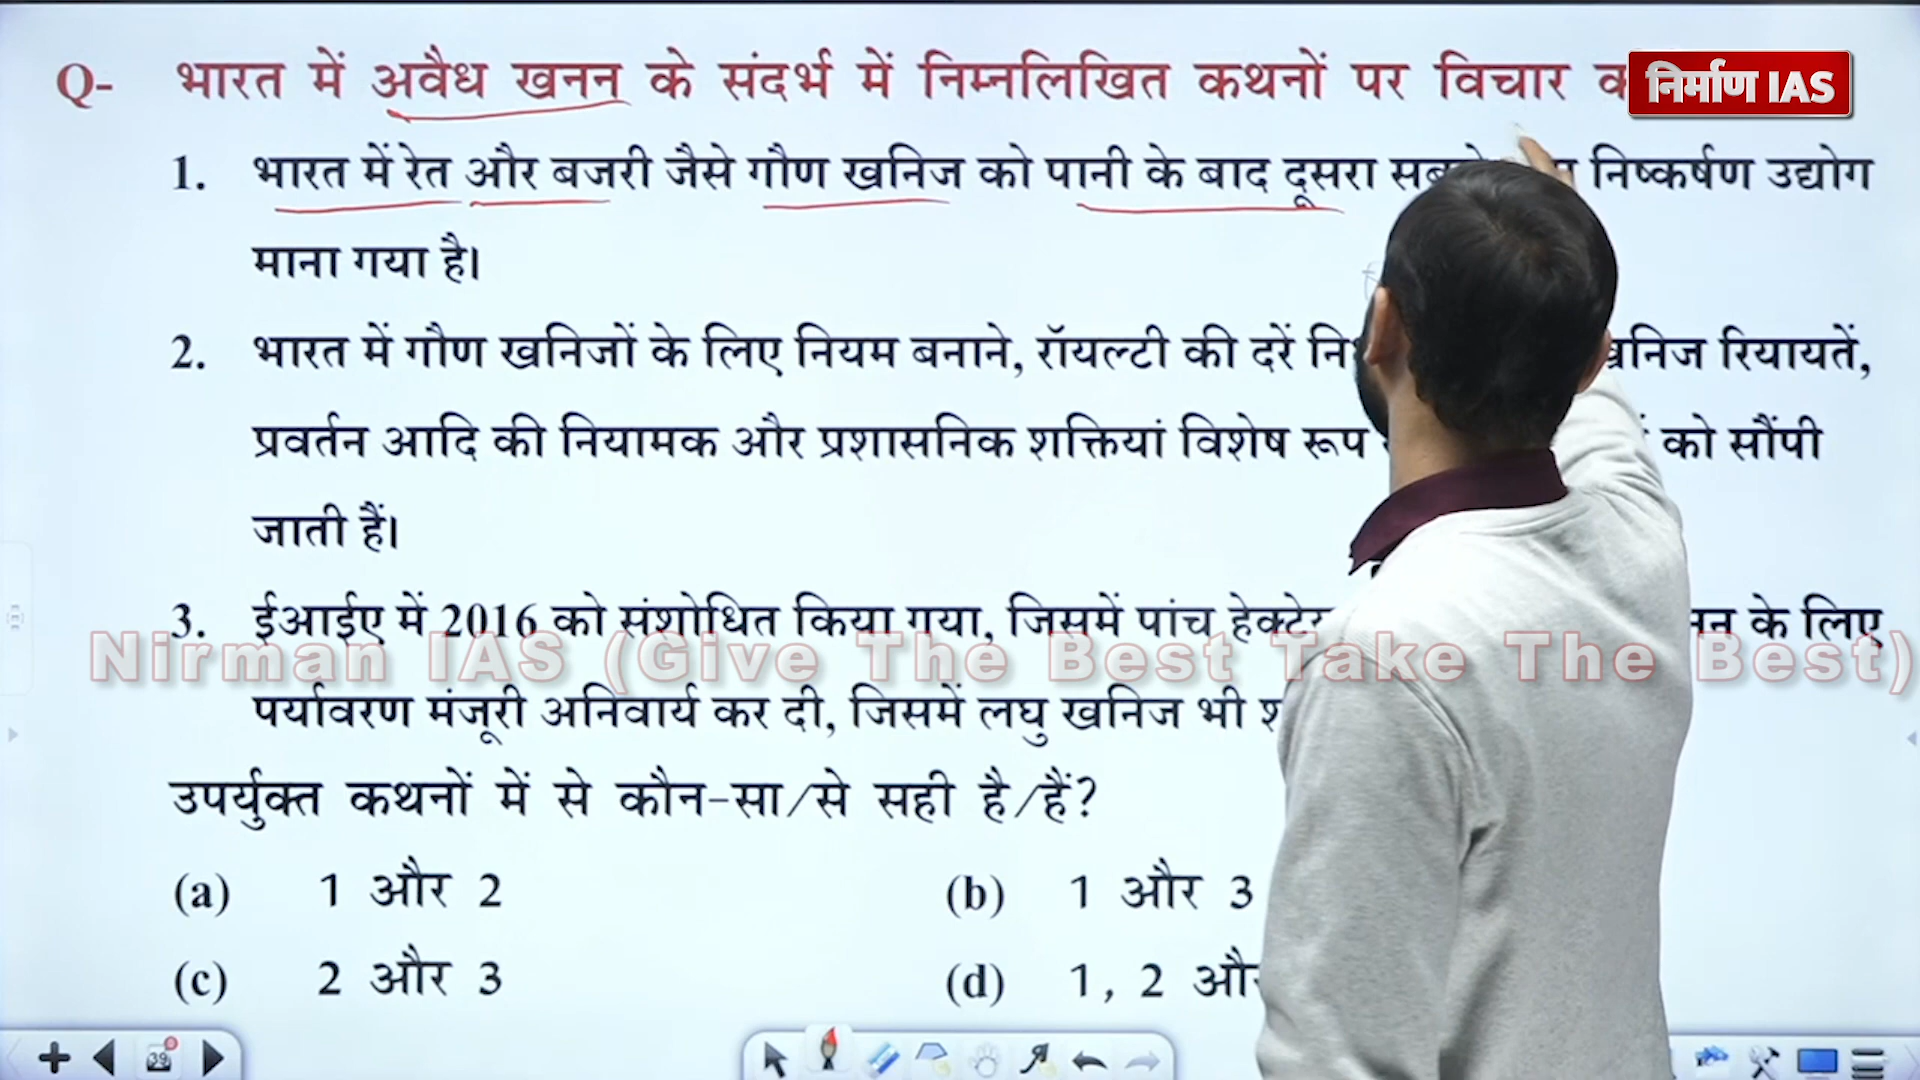 Q- भारत में अवैध खनन के संदर्भ में निम्नलिखित कथनों पर विचार
निर्माण IAS
1. भारत में रेत और बजरी जैसे गौण खनिज को पानी के बाद दूसरा निष्कर्षण उद्योग
माना गया है।
2. भारत में गौण खनिजों के लिए नियम बनाने, रॉयल्टी की दरें रियायतें,
प्रवर्तन आदि की नियामक और प्रशासनिक शक्तियां विशेष रूप को सौंपी
जाती हैं।
3. ईआईए में 2016 को संशोधित किया गया, जिसमें पांच के लिए
Nirman IAS (Give The Best Take The Best)
पर्यावरण मंजूरी अनिवार्य कर दी, जिसमें लघु खनिज भी
उपर्युक्त कथनों में से कौन-सा/से सही है/हैं?
(a) 1 और 2 (b) 1 और 3
(c) 2 और 3 (d) 1, 2
39